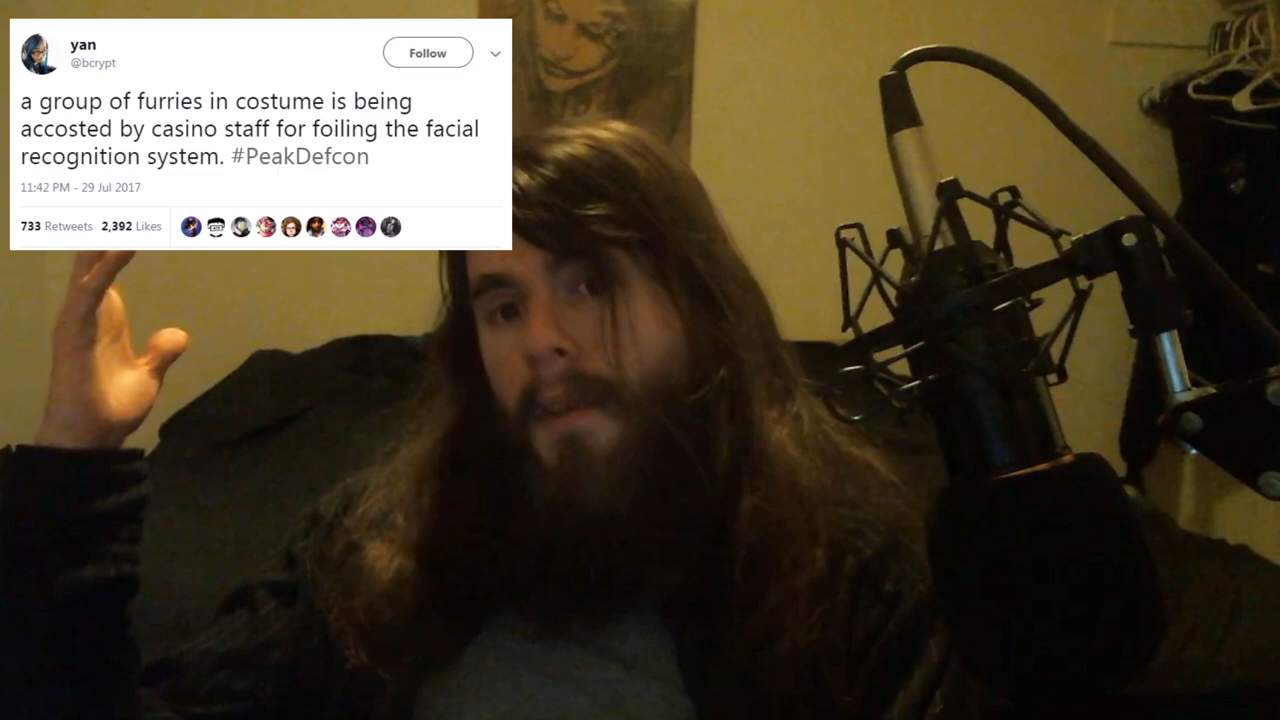 yan
@bcrypt
Follow
a group of furries in costume is being
accosted by casino staff for foiling the facial
recognition system. #PeakDefcon
11:42 PM - 29 Jul 2017
733 Retweets 2,392 Likes